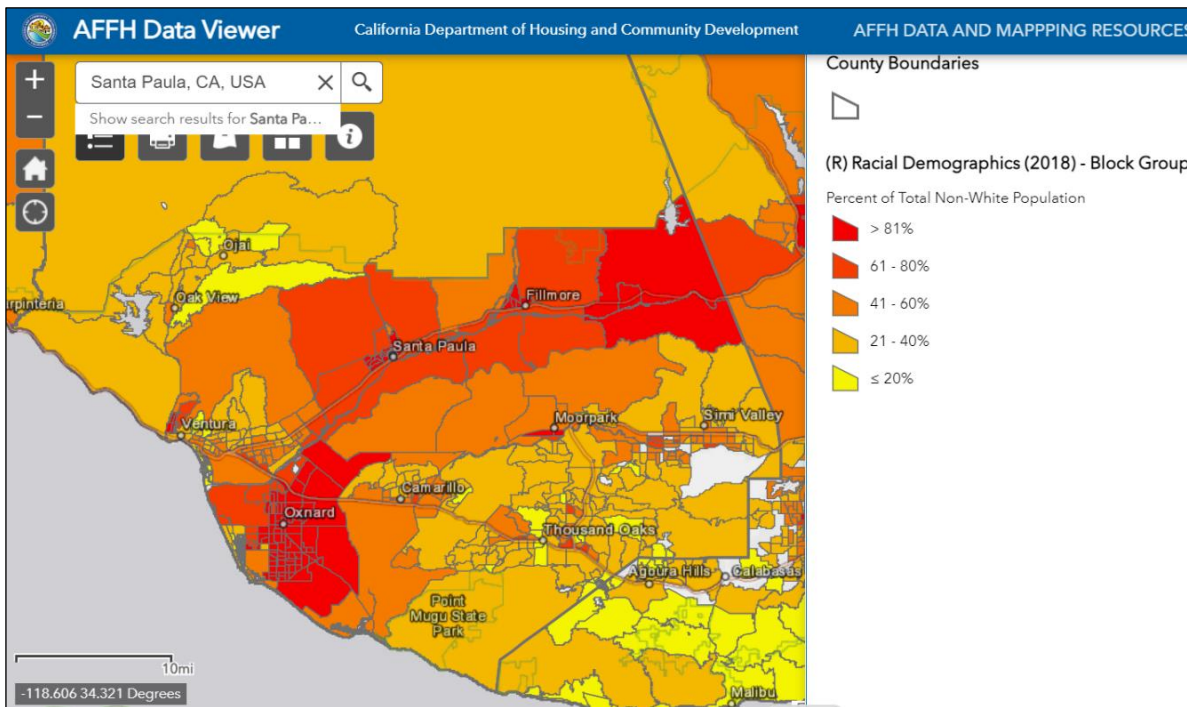 AFFH Data Viewer
California Department of Housing and Community Development
AFFH DATA AND MAPPPING RESOURCES
Santa Paula, CA, USA
Show search results for Santa Pa...
County Boundaries
(R) Racial Demographics (2018) - Block Group
Percent of Total Non-White Population
> 81%
61 - 80%
41 - 60%
21 - 40%
≤ 20%
Ojai
Oak View
rpinteria
Fillmore
Santa Paula
Ventura
Moorpark
Simi Valley
Camarillo
Oxnard
Thousand Oaks
Agoura Hills
Calabasas
Point
Mugu State
Park
Malibu
10mi
-118.606 34.321 Degrees